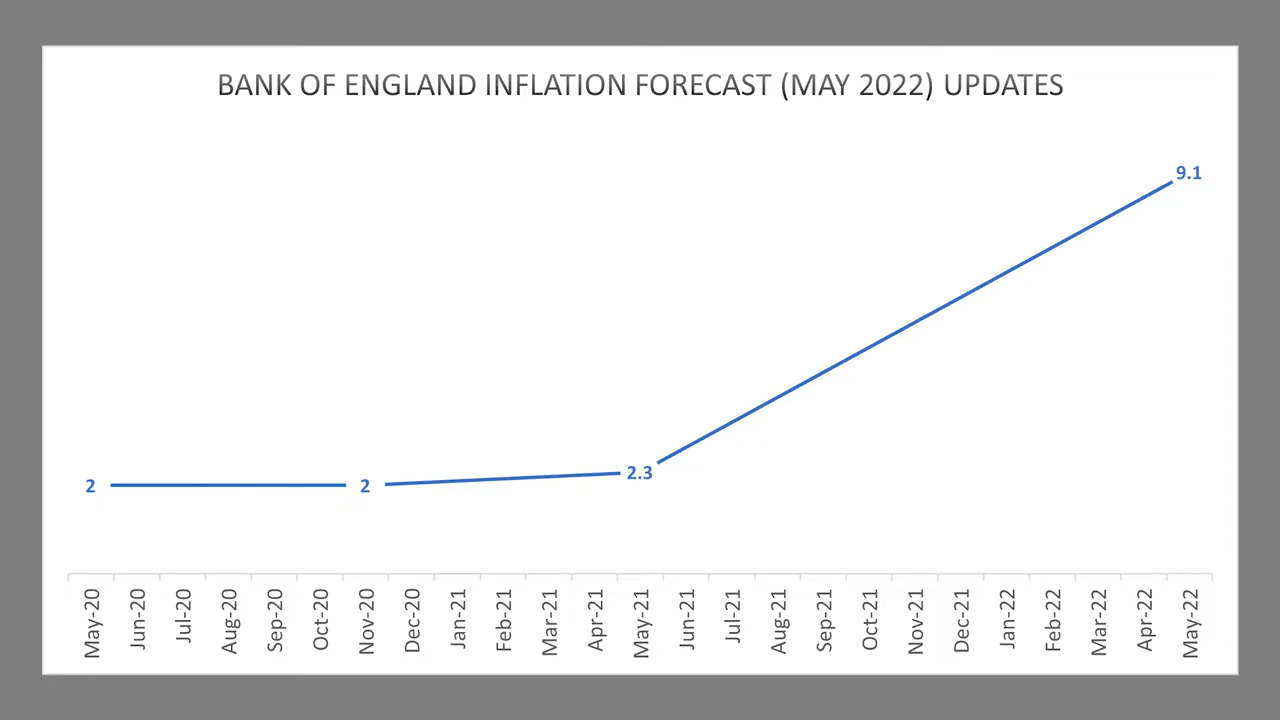 BANK OF ENGLAND INFLATION FORECAST (MAY 2022) UPDATES
9.1
2.3
2
2
May-20
Jun-20
Jul-20
Aug-20
Sep-20
Oct-20
Nov-20
Dec-20
Jan-21
Feb-21
Mar-21
Apr-21
May-21
Jun-21
Jul-21
Aug-21
Sep-21
Oct-21
Nov-21
Dec-21
Jan-22
Feb-22
Mar-22
Apr-22
May-22